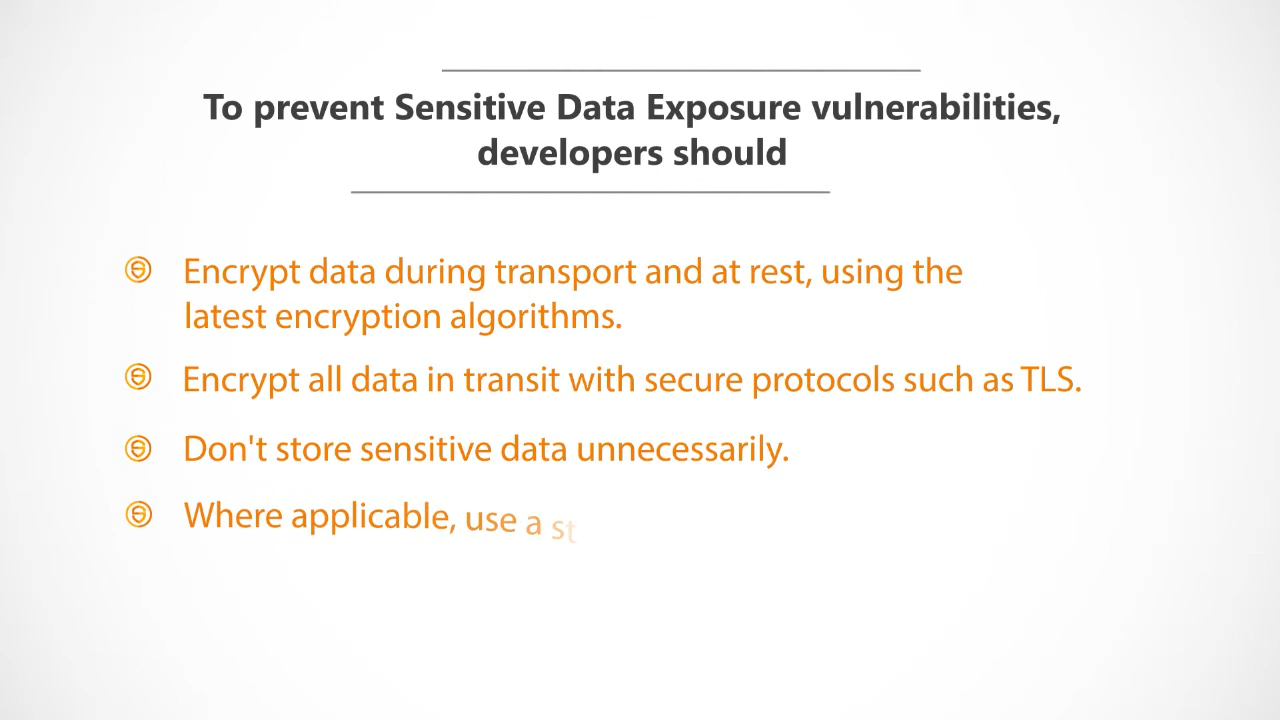 To prevent Sensitive Data Exposure vulnerabilities,
developers should
Encrypt data during transport and at rest, using the
latest encryption algorithms.
Encrypt all data in transit with secure protocols such as TLS.
Don't store sensitive data unnecessarily.
Where applicable, use a st